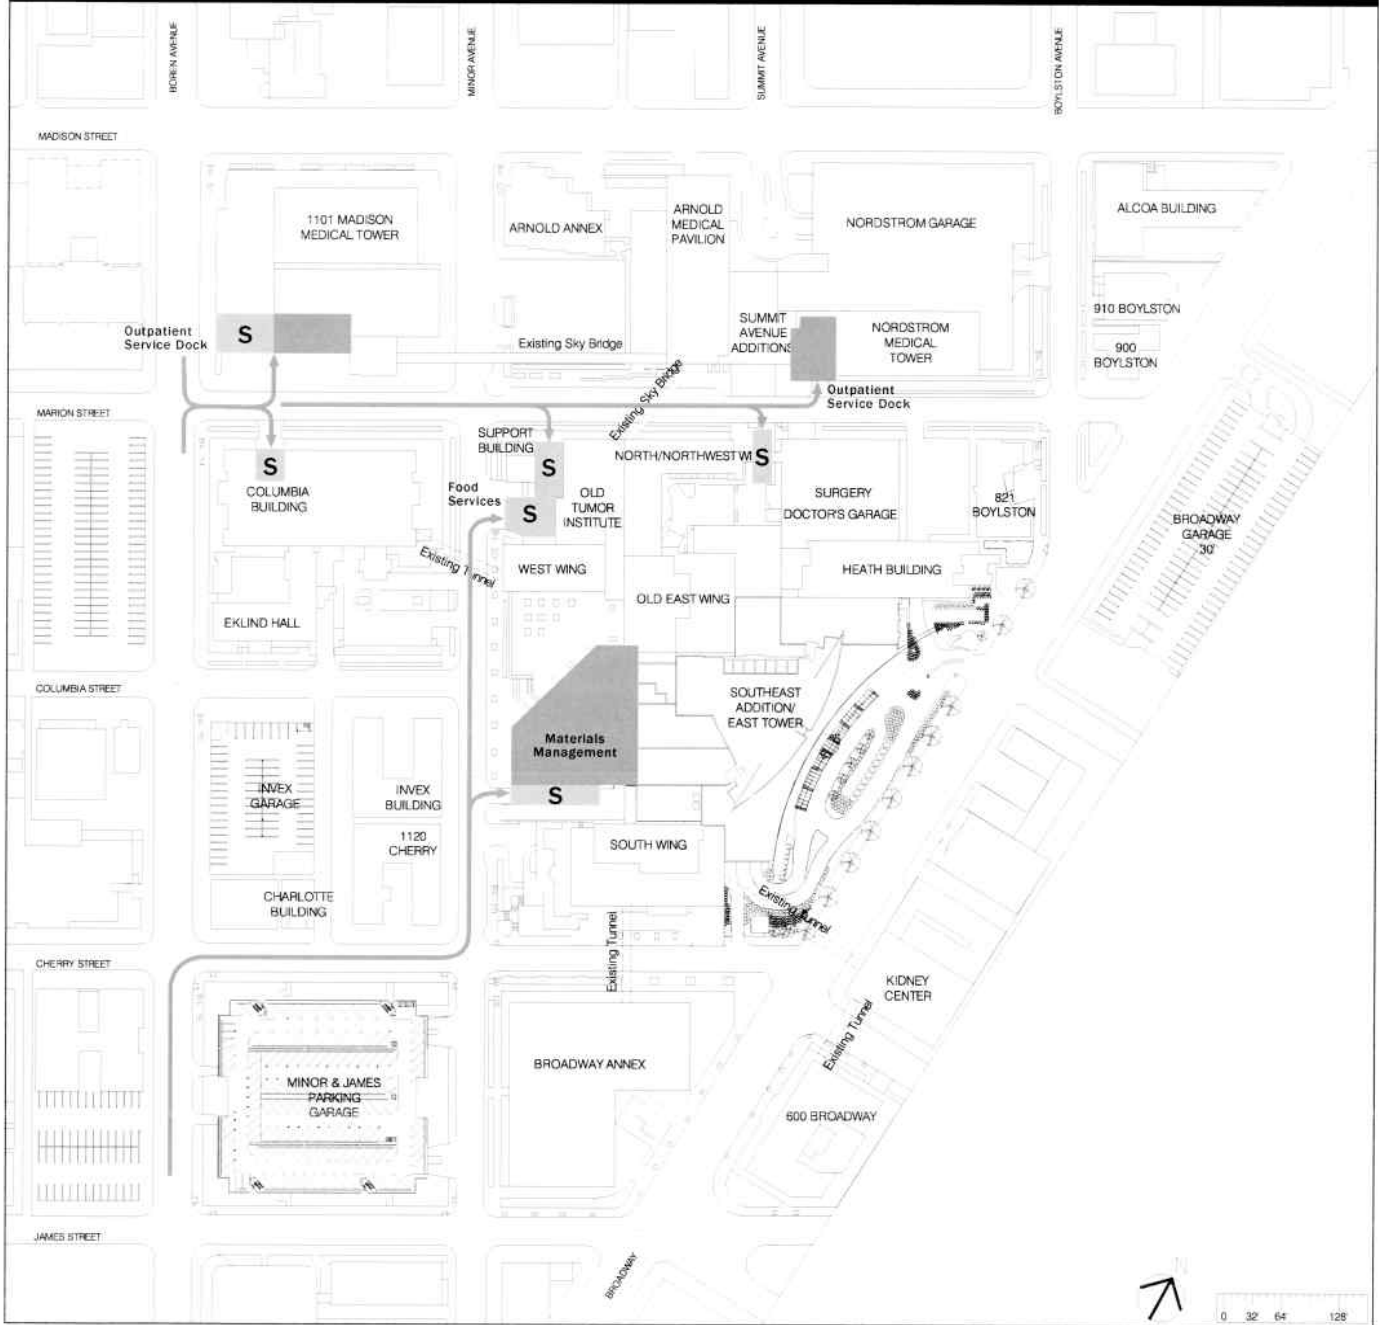 BOREN AVENUE
MINOR AVENUE
SUMMIT AVENUE
BOYLSTON AVENUE
MADISON STREET
1101 MADISON
MEDICAL TOWER
ARNOLD ANNEX
ARNOLD
MEDICAL
PAVILION
NORDSTROM GARAGE
ALCOA BUILDING
910 BOYLSTON
900
BOYLSTON
Outpatient
Service Dock
S
Existing Sky Bridge
SUMMIT
AVENUE
ADDITIONS
NORDSTROM
MEDICAL
TOWER
Existing Sky Bridge
Outpatient
Service Dock
MARION STREET
SUPPORT
BUILDING
S
NORTH/NORTHWEST WI
S
S
COLUMBIA
BUILDING
Food
Services
S
OLD
TUMOR
INSTITUTE
SURGERY
DOCTOR'S GARAGE
821
BOYLSTON
BROADWAY
GARAGE
30'
Existing Tunnel
WEST WING
HEATH BUILDING
OLD EAST WING
EKLIND HALL
COLUMBIA STREET
SOUTHEAST
ADDITION/
EAST TOWER
Materials
Management
S
INVEX
GARAGE
INVEX
BUILDING
1120
CHERRY
SOUTH WING
CHARLOTTE
BUILDING
Existing Tunnel
Existing Tunnel
CHERRY STREET
KIDNEY
CENTER
Existing Tunnel
BROADWAY ANNEX
MINOR & JAMES
PARKING
GARAGE
600 BROADWAY
JAMES STREET
BROADWAY
N
0 32' 64' 128'